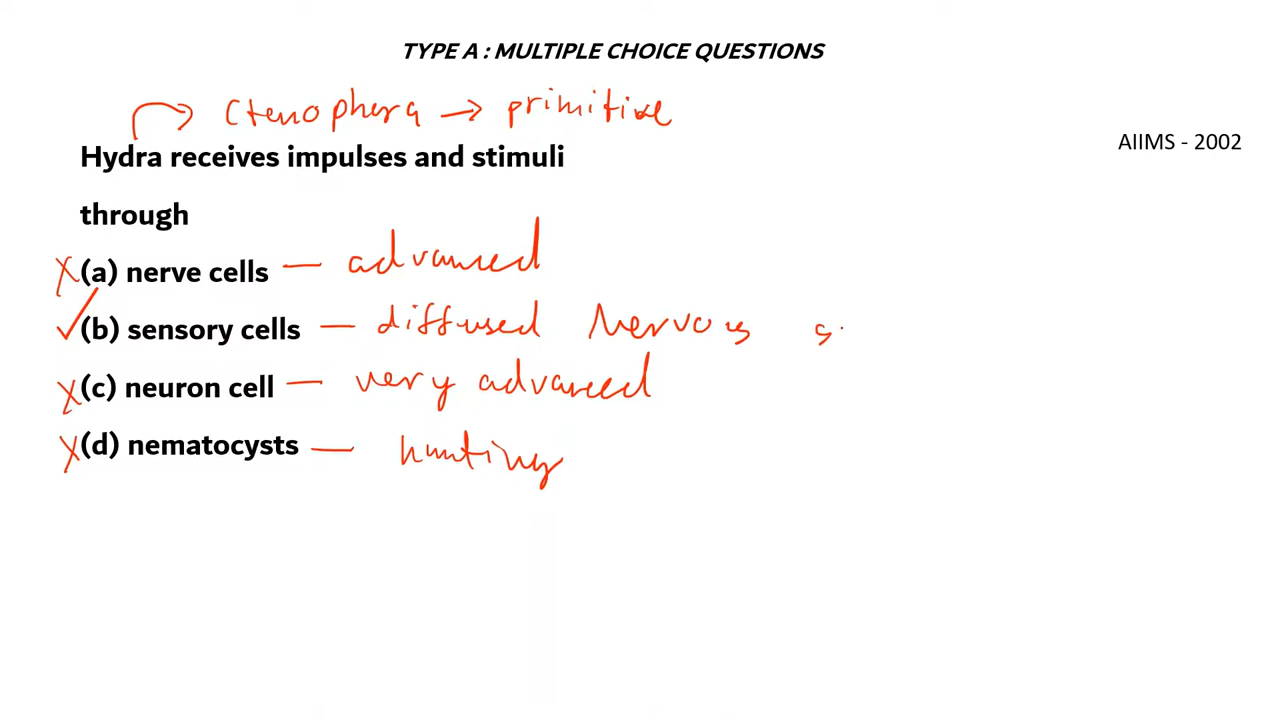 TYPE A : MULTIPLE CHOICE QUESTIONS
Ctenophera → primitive
AIIMS - 2002
Hydra receives impulses and stimuli
through
X (a) nerve cells — advanced
✓ (b) sensory cells — diffused Nervous s
X (c) neuron cell — very advanced
X (d) nematocysts — hunting